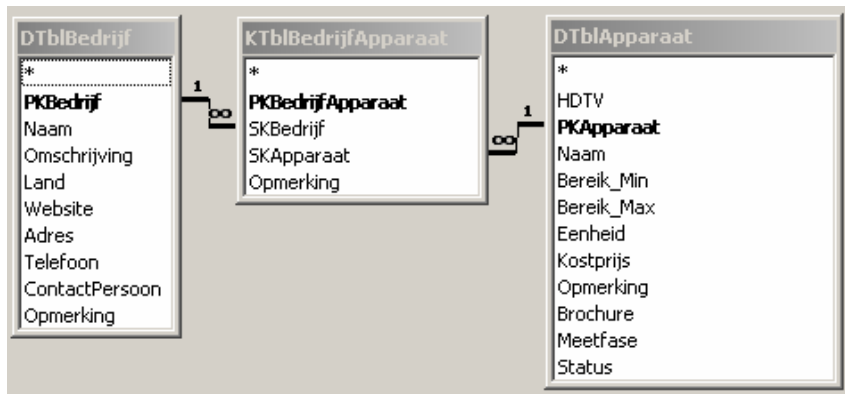 DTblBedrijf
*
PKBedrijf
Naam
Omschrijving
Land
Website
Adres
Telefoon
ContactPersoon
Opmerking
1
∞
KTblBedrijfApparaat
*
PKBedrijfApparaat
SKBedrijf
SKApparaat
Opmerking
∞
1
DTblApparaat
*
HDTV
PKApparaat
Naam
Bereik_Min
Bereik_Max
Eenheid
Kostprijs
Opmerking
Brochure
Meetfase
Status